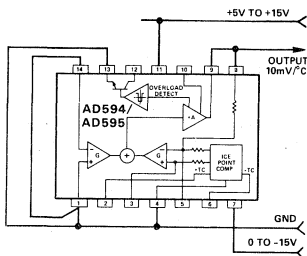 +5V TO +15V
14 13 12 11 10 9 8
OUTPUT
10mV/°C
OVERLOAD
DETECT
AD594/
AD595
-A
G + G
ICE
POINT
COMP
-TC
+TC
1 2 3 4 5 6 7
GND
0 TO -15V